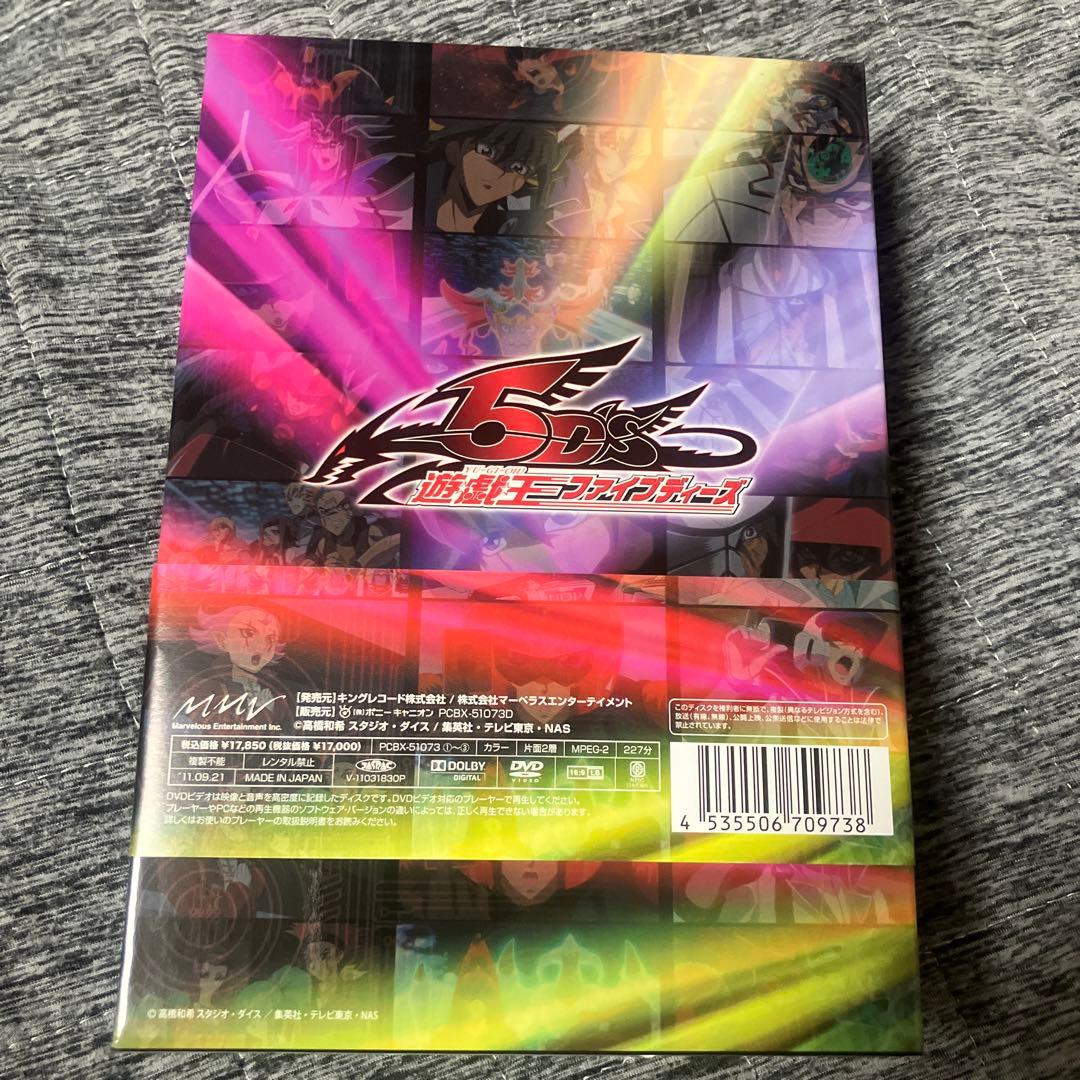 5D's
YU-GI-OH!
遊戯王ファイブディーズ
MMV
Marvelous Entertainment Inc.
【発売元】キングレコード株式会社 / 株式会社マーベラスエンターテイメント
【販売元】(株)ポニーキャニオン PCBX-51073D
©高橋和希 スタジオ・ダイス / 集英社・テレビ東京・NAS
税込価格 ¥17,850 (税抜価格 ¥17,000) PCBX-51073 ①〜③ カラー 片面2層 MPEG-2 227分
複製不能 レンタル禁止
'11.09.21 MADE IN JAPAN V-11031830P DOLBY DIGITAL DVD VIDEO 16:9 LB
DVDビデオは映像と音声を高密度に記録したディスクです。DVDビデオ対応のプレーヤーで再生してください。
プレーヤーやPCなどの再生機器のソフトウェア・バージョンの違いによっては、正しく再生できない場合があります。
詳しくはお使いのプレーヤーの取扱説明書をお読みください。
このディスクを権利者に無断で、複製(異なるテレビジョン方式を含む)、
放送(有線、無線)、公開上映、公衆送信などに使用することは法律で
禁止されています。
4 535506 709738
©高橋和希 スタジオ・ダイス / 集英社・テレビ東京・NAS